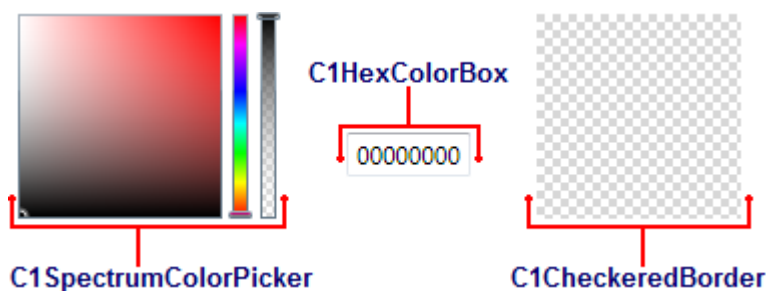 C1HexColorBox
00000000
C1SpectrumColorPicker
C1CheckeredBorder